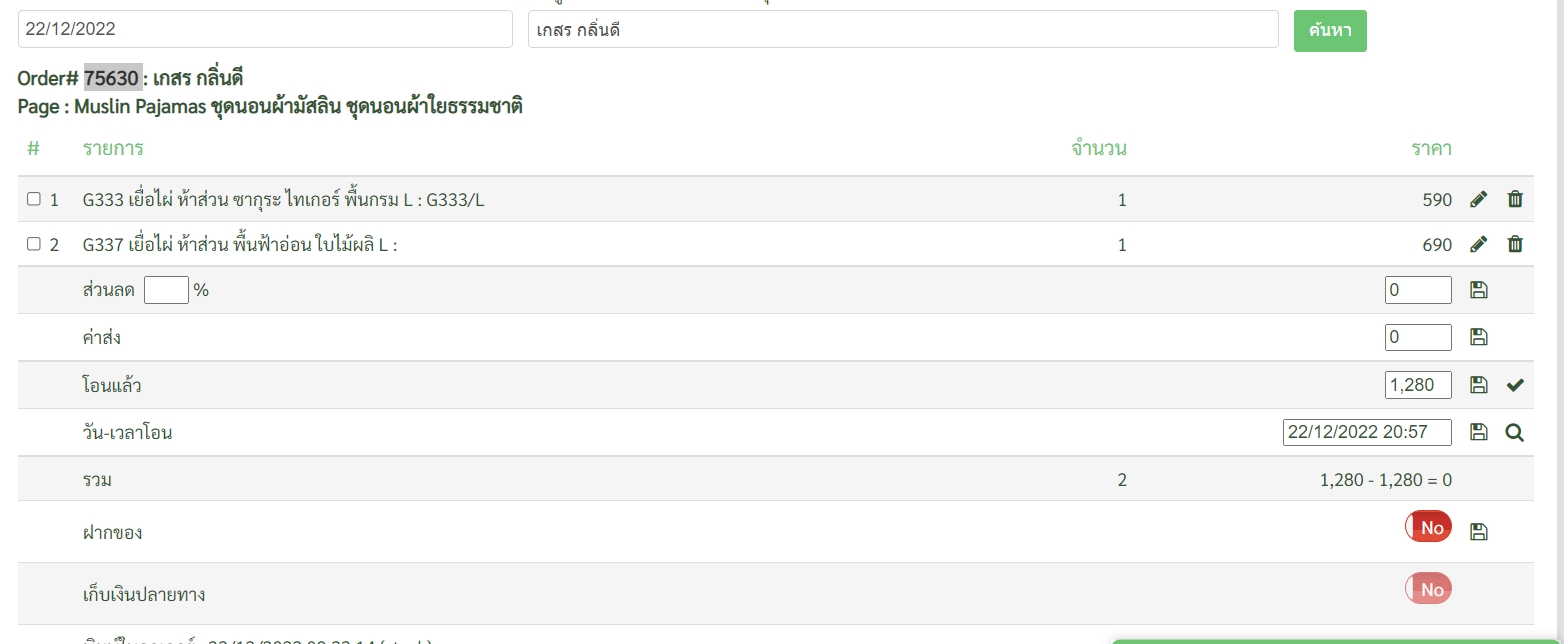 22/12/2022
เกสร กลิ่นดี
ค้นหา
Order# 75630 : เกสร กลิ่นดี
Page : Muslin Pajamas ชุดนอนผ้ามัสลิน ชุดนอนผ้าใยธรรมชาติ
# รายการ จำนวน ราคา
1 G333 เยื่อไผ่ ห้าส่วน ซากุระ ไทเกอร์ พื้นกรม L : G333/L 1 590
2 G337 เยื่อไผ่ ห้าส่วน พื้นฟ้าอ่อน ใบไม้ผลิ L : 1 690
ส่วนลด % 0
ค่าส่ง 0
โอนแล้ว 1,280
วัน-เวลาโอน 22/12/2022 20:57
รวม 2 1,280 - 1,280 = 0
ฝากของ No
เก็บเงินปลายทาง No